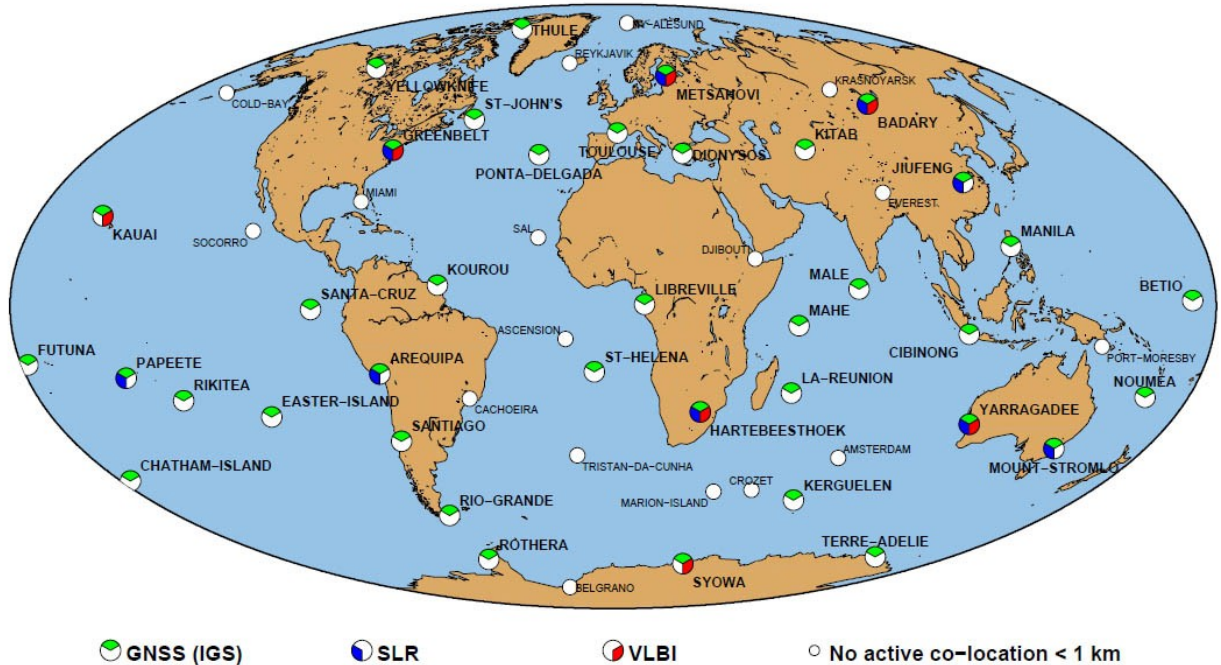 THULE
NY-ALESUND
REYKJAVIK
YELLOWKNIFE
METSAHOVI
KRASNOYARSK
COLD-BAY
ST-JOHN'S
BADARY
GREENBELT
KITAB
TOULOUSE
DIONYSOS
PONTA-DELGADA
JIUFENG
MIAMI
EVEREST
KAUAI
SOCORRO
SAL
DJIBOUTI
MANILA
KOUROU
MALE
BETIO
SANTA-CRUZ
LIBREVILLE
MAHE
ASCENSION
CIBINONG
FUTUNA
PAPEETE
AREQUIPA
ST-HELENA
PORT-MORESBY
RIKITEA
LA-REUNION
NOUMEA
EASTER-ISLAND
CACHOEIRA
YARRAGADEE
SANTIAGO
HARTEBEESTHOEK
AMSTERDAM
CHATHAM-ISLAND
TRISTAN-DA-CUNHA
MOUNT-STROMLO
CROZET
RIO-GRANDE
MARION-ISLAND
KERGUELEN
ROTHERA
TERRE-ADELIE
BELGRANO
SYOWA
GNSS (IGS) SLR VLBI No active co-location < 1 km